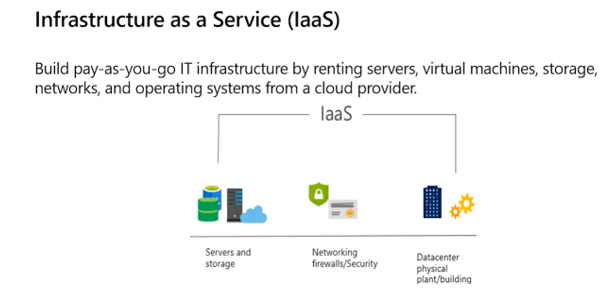 Infrastructure as a Service (IaaS)
Build pay-as-you-go IT infrastructure by renting servers, virtual machines, storage,
networks, and operating systems from a cloud provider.
IaaS
Servers and
storage
Networking
firewalls/Security
Datacenter
physical
plant/building